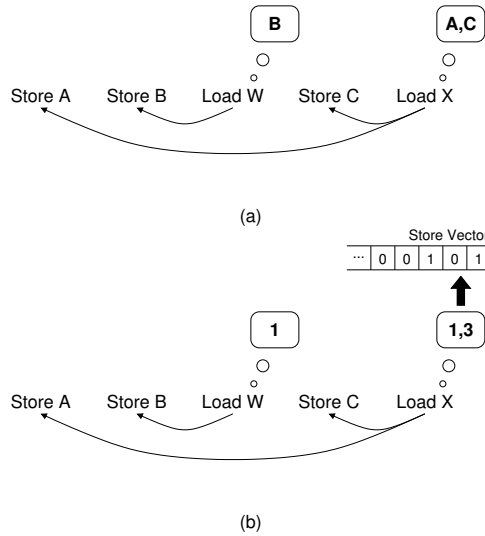 B A,C
Store A Store B Load W Store C Load X
(a)
Store Vector
... 0 0 1 0 1
1 1,3
Store A Store B Load W Store C Load X
(b)